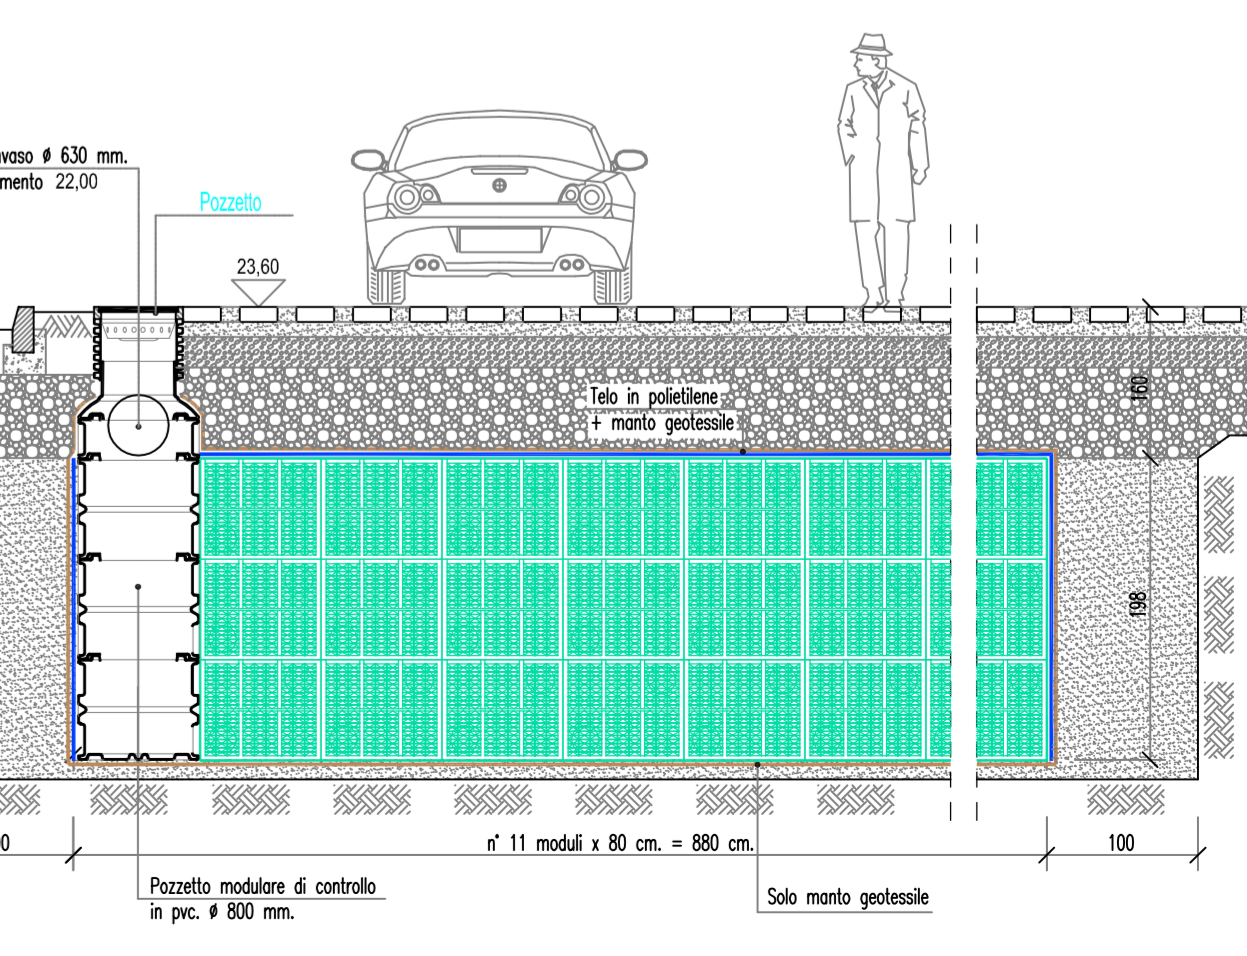 vaso ø 630 mm.
mento 22,00
Pozzetto
23,60
Telo in polietilene
+ manto geotessile
160
198
n° 11 moduli x 80 cm. = 880 cm.
100
Pozzetto modulare di controllo
in pvc. ø 800 mm.
Solo manto geotessile